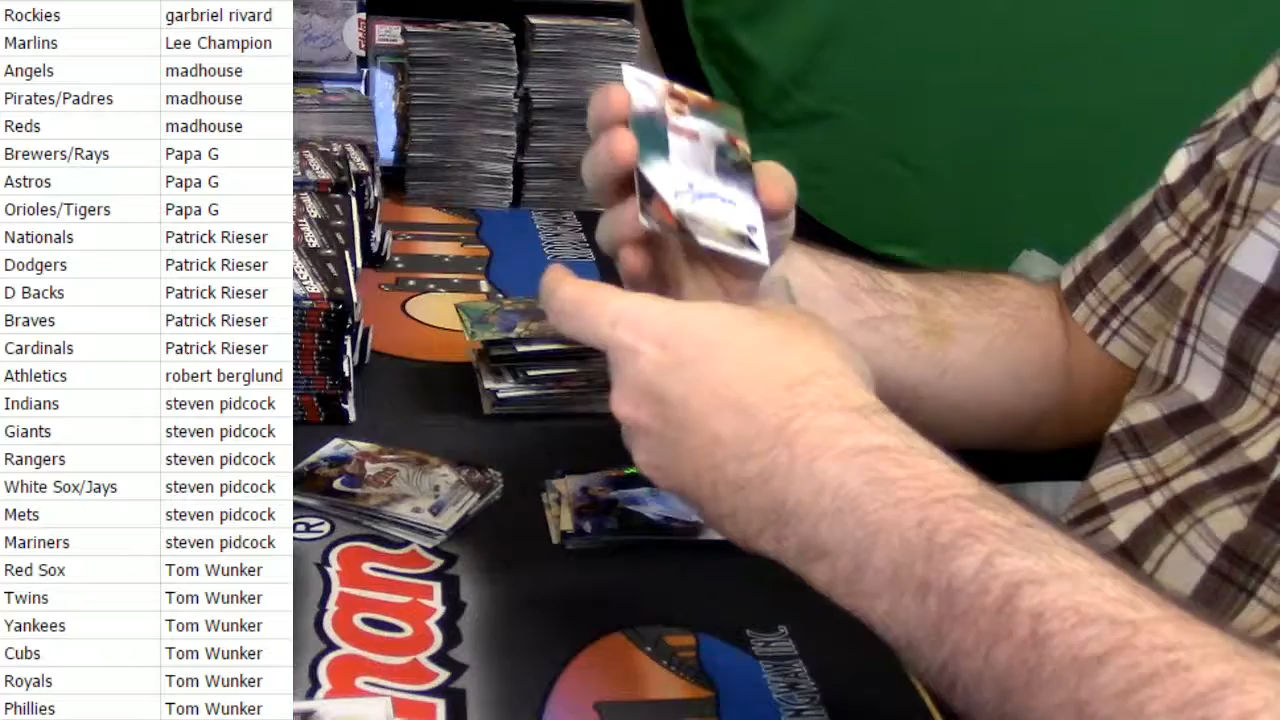 Rockies garbriel rivard
Marlins Lee Champion
Angels madhouse
Pirates/Padres madhouse
Reds madhouse
Brewers/Rays Papa G
Astros Papa G
Orioles/Tigers Papa G
Nationals Patrick Rieser
Dodgers Patrick Rieser
D Backs Patrick Rieser
Braves Patrick Rieser
Cardinals Patrick Rieser
Athletics robert berglund
Indians steven pidcock
Giants steven pidcock
Rangers steven pidcock
White Sox/Jays steven pidcock
Mets steven pidcock
Mariners steven pidcock
Red Sox Tom Wunker
Twins Tom Wunker
Yankees Tom Wunker
Cubs Tom Wunker
Royals Tom Wunker
Phillies Tom Wunker
®